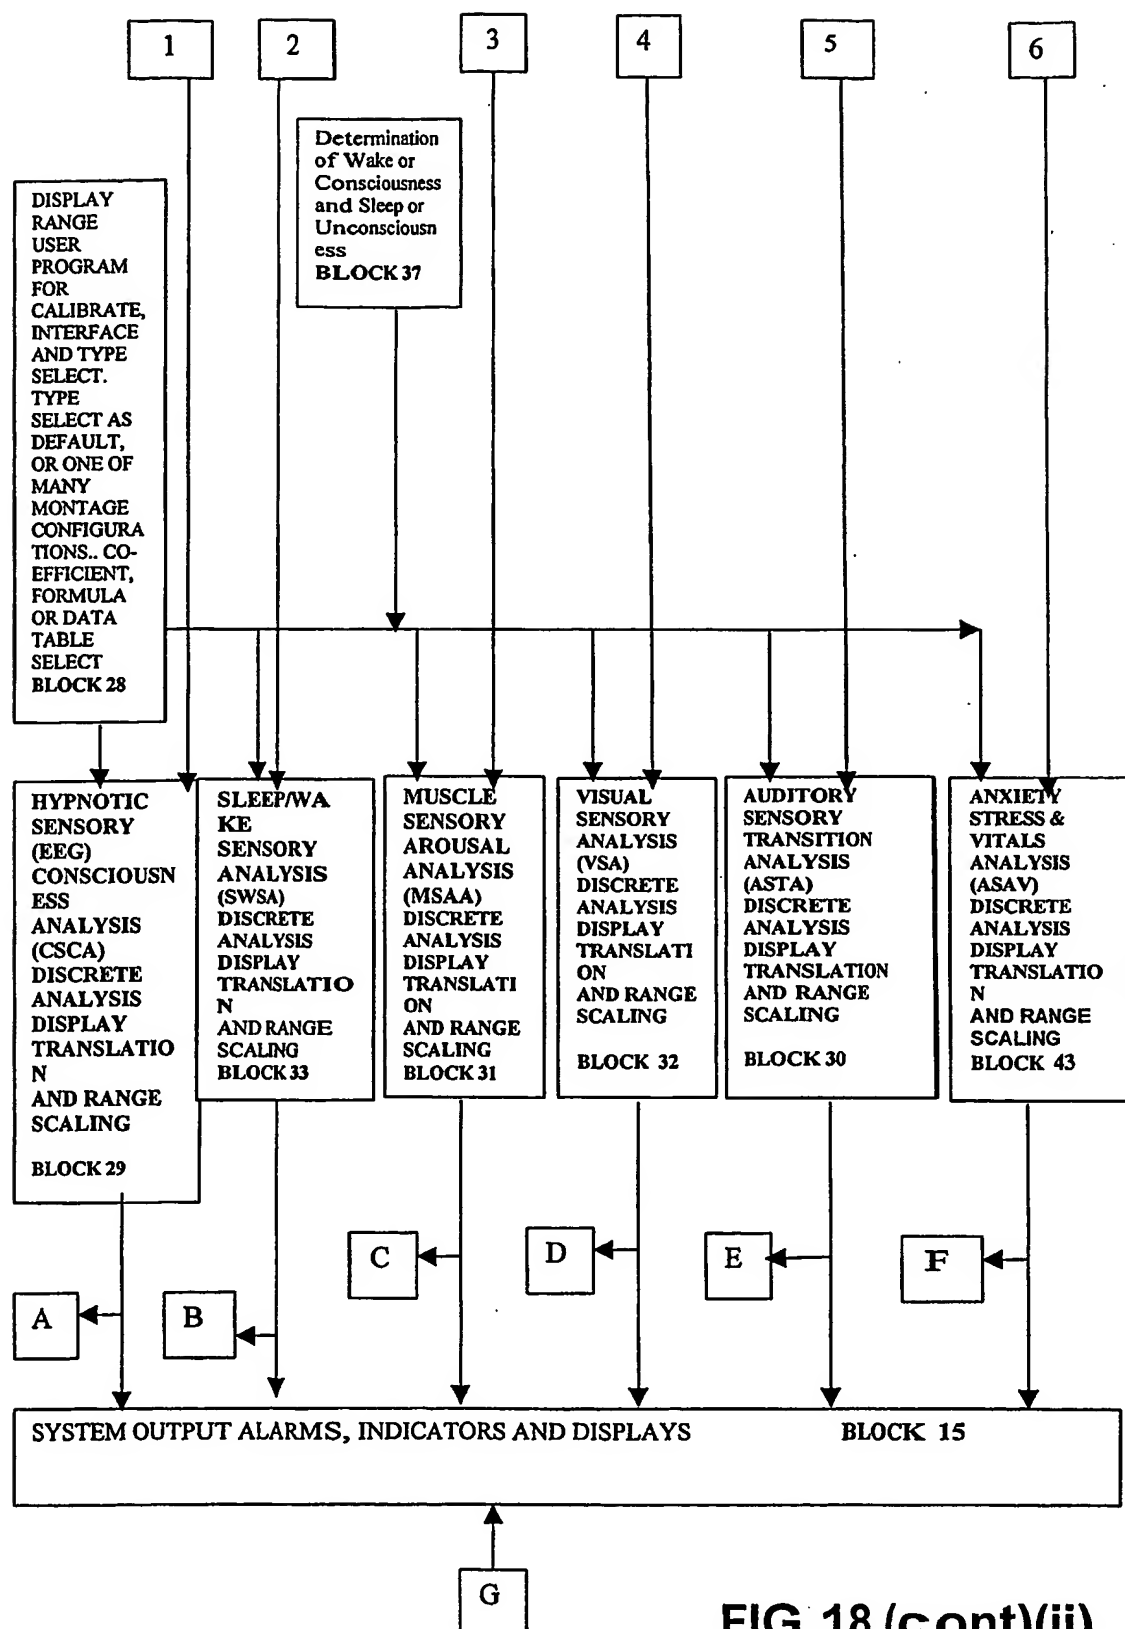 1
2
3
4
5
6
Determination
of Wake or
Consciousness
and Sleep or
Unconsciousn
ess
BLOCK 37
DISPLAY
RANGE
USER
PROGRAM
FOR
CALIBRATE,
INTERFACE
AND TYPE
SELECT.
TYPE
SELECT AS
DEFAULT,
OR ONE OF
MANY
MONTAGE
CONFIGURA
TIONS.. CO-
EFFICIENT,
FORMULA
OR DATA
TABLE
SELECT
BLOCK 28
HYPNOTIC
SENSORY
(EEG)
CONSCIOUSN
ESS
ANALYSIS
(CSCA)
DISCRETE
ANALYSIS
DISPLAY
TRANSLATIO
N
AND RANGE
SCALING
BLOCK 29
SLEEP/WA
KE
SENSORY
ANALYSIS
(SWSA)
DISCRETE
ANALYSIS
DISPLAY
TRANSLATIO
N
AND RANGE
SCALING
BLOCK 33
MUSCLE
SENSORY
AROUSAL
ANALYSIS
(MSAA)
DISCRETE
ANALYSIS
DISPLAY
TRANSLATI
ON
AND RANGE
SCALING
BLOCK 31
VISUAL
SENSORY
ANALYSIS
(VSA)
DISCRETE
ANALYSIS
DISPLAY
TRANSLATI
ON
AND RANGE
SCALING
BLOCK 32
AUDITORY
SENSORY
TRANSITION
ANALYSIS
(ASTA)
DISCRETE
ANALYSIS
DISPLAY
TRANSLATION
AND RANGE
SCALING
BLOCK 30
ANXIETY
STRESS &
VITALS
ANALYSIS
(ASAV)
DISCRETE
ANALYSIS
DISPLAY
TRANSLATIO
N
AND RANGE
SCALING
BLOCK 43
A
B
C
D
E
F
SYSTEM OUTPUT ALARMS, INDICATORS AND DISPLAYS BLOCK 15
G
FIG 18 (cont)(ii)